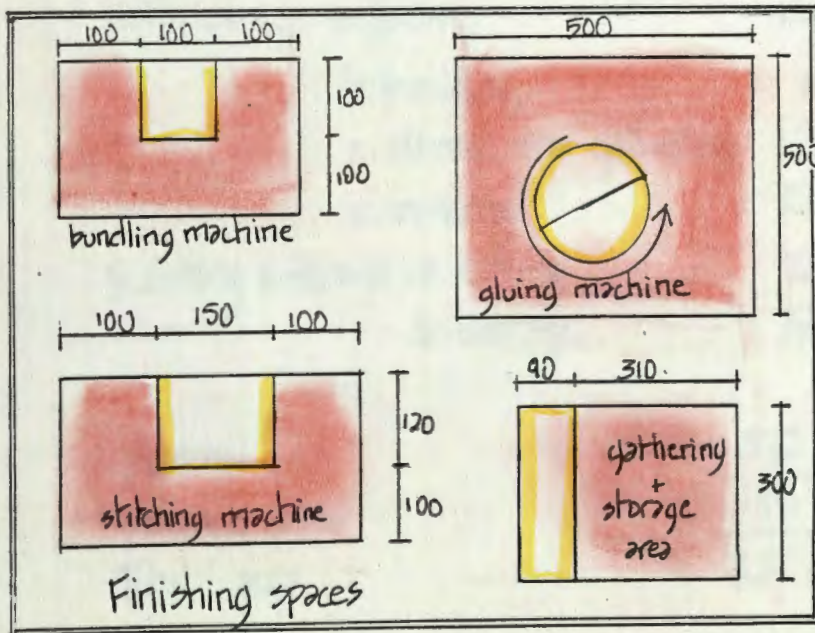 100 100 100
100
100
bundling machine
500
500
gluing machine
100 150 100
120
100
stitching machine
90 310
300
gathering
+
storage
area
Finishing spaces